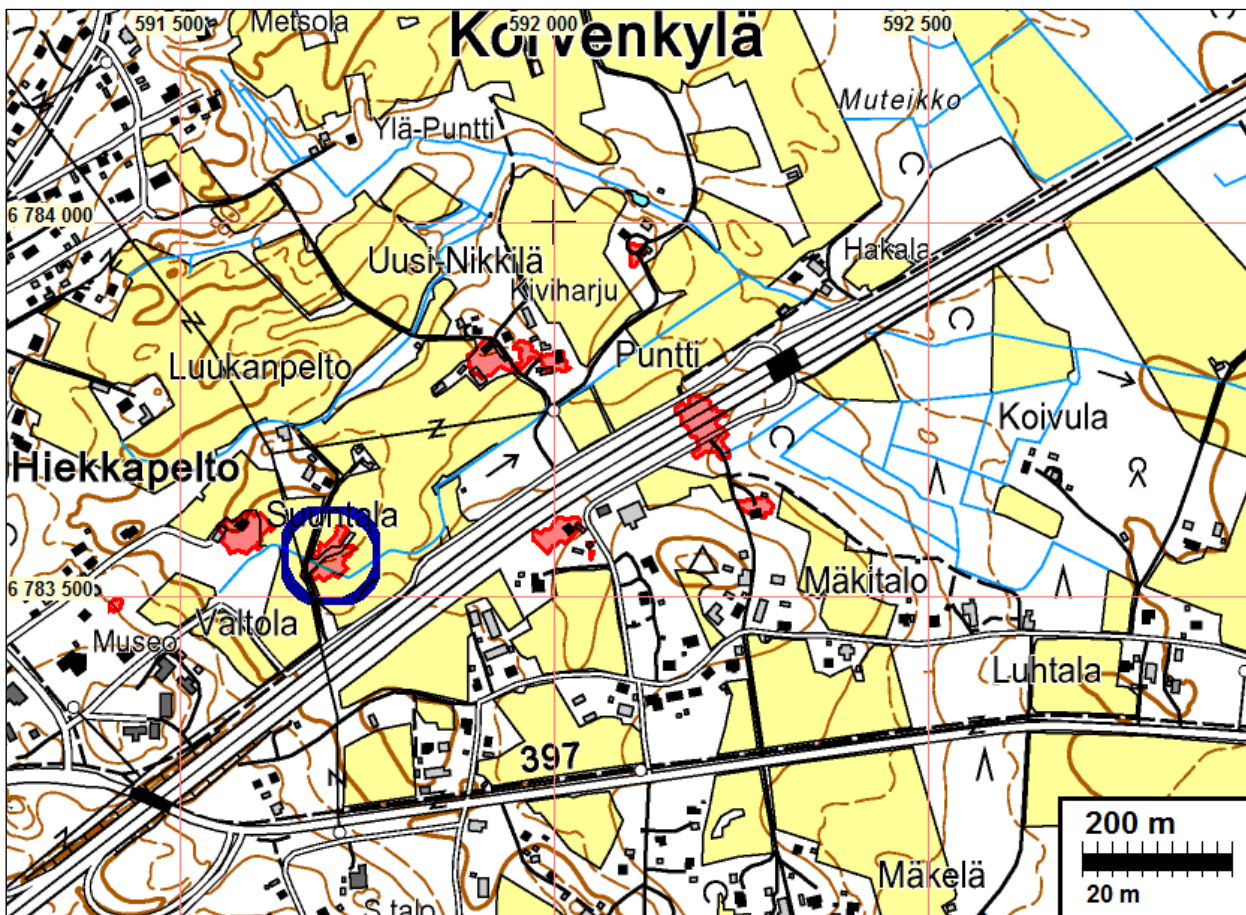 591 500
592 000
592 500
Metsola
Koivenkylä
Muteikko
Ylä-Puntti
6 784 000
Uusi-Nikkilä
Hakala
Kiviharju
Luukanpelto
Puntti
Koivula
Hiekkapelto
Suuntala
6 783 500
Mäkitalo
Valtola
Museo
Luhtala
397
200 m
20 m
Mäkelä
S.talo